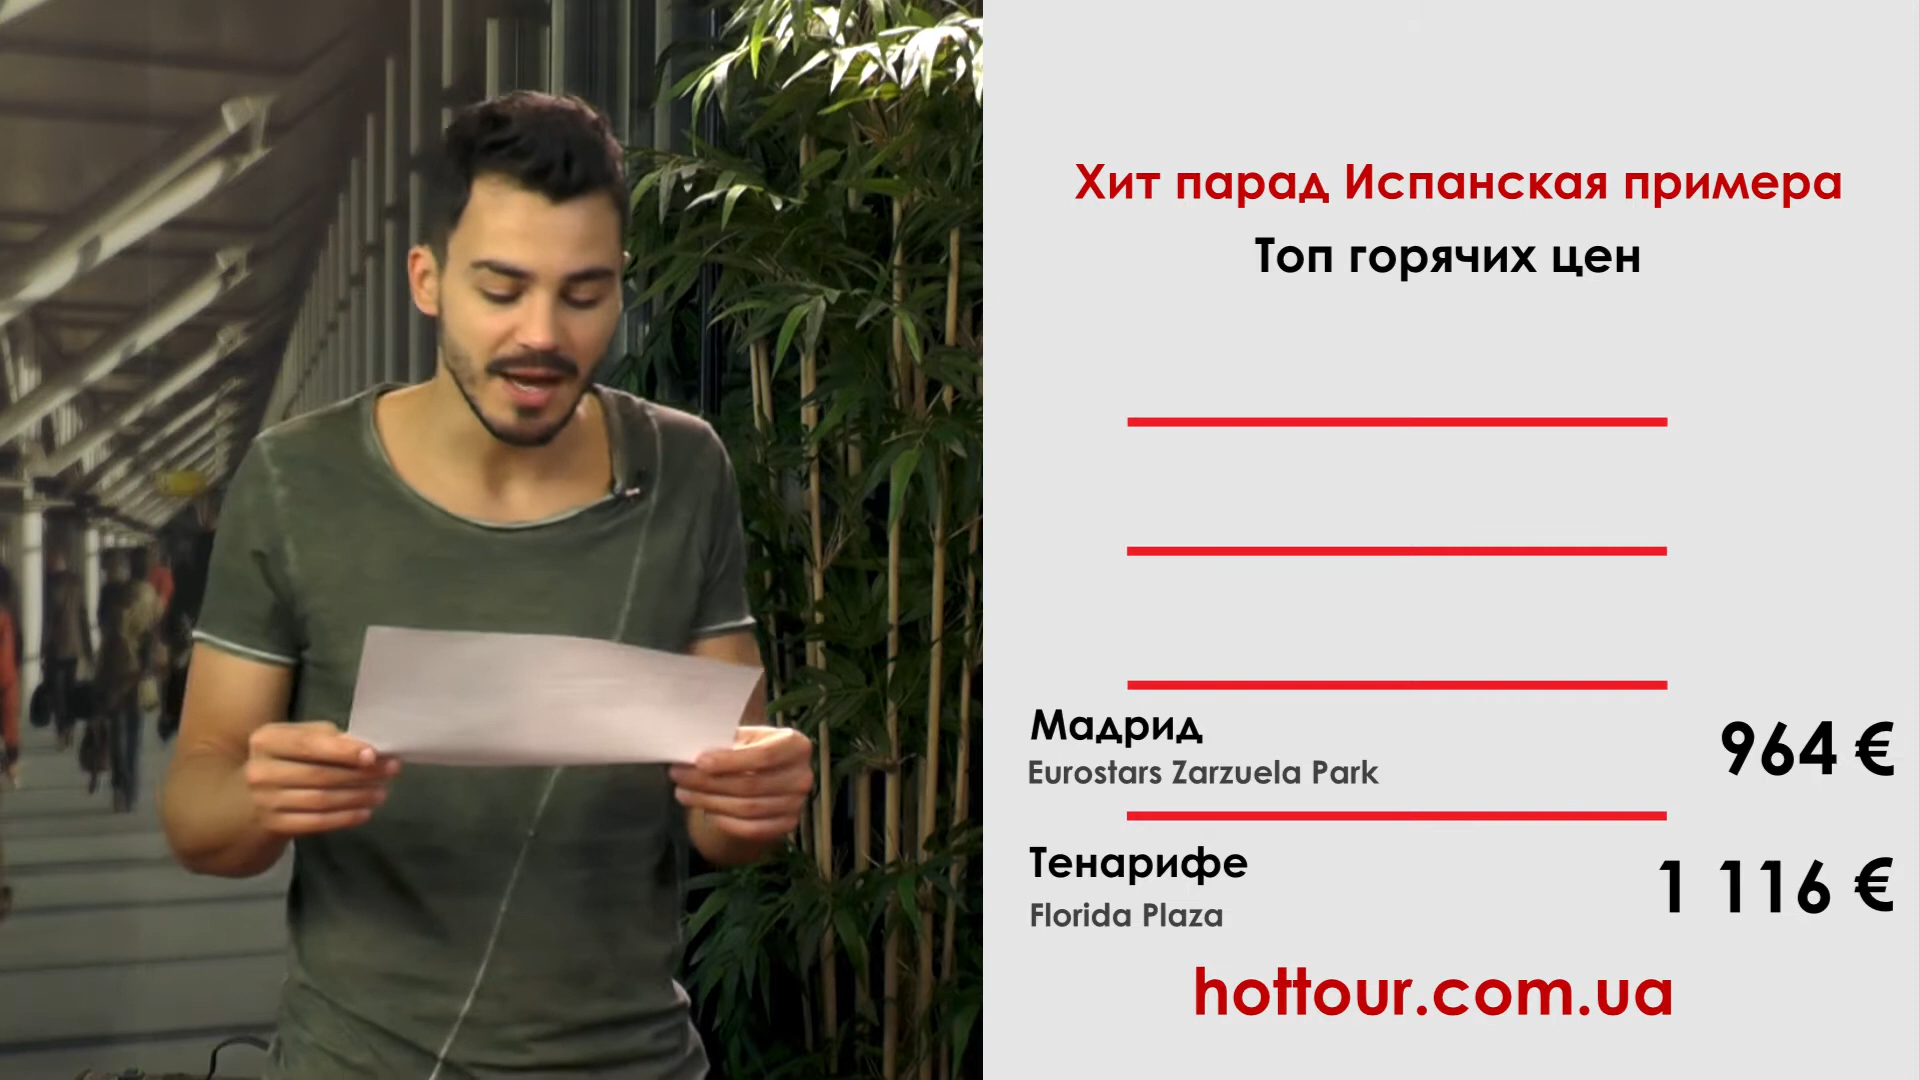 Хит парад Испанская примера
Топ горячих цен
Мадрид
964 €
Eurostars Zarzuela Park
Тенарифе
1 116 €
Florida Plaza
hottour.com.ua